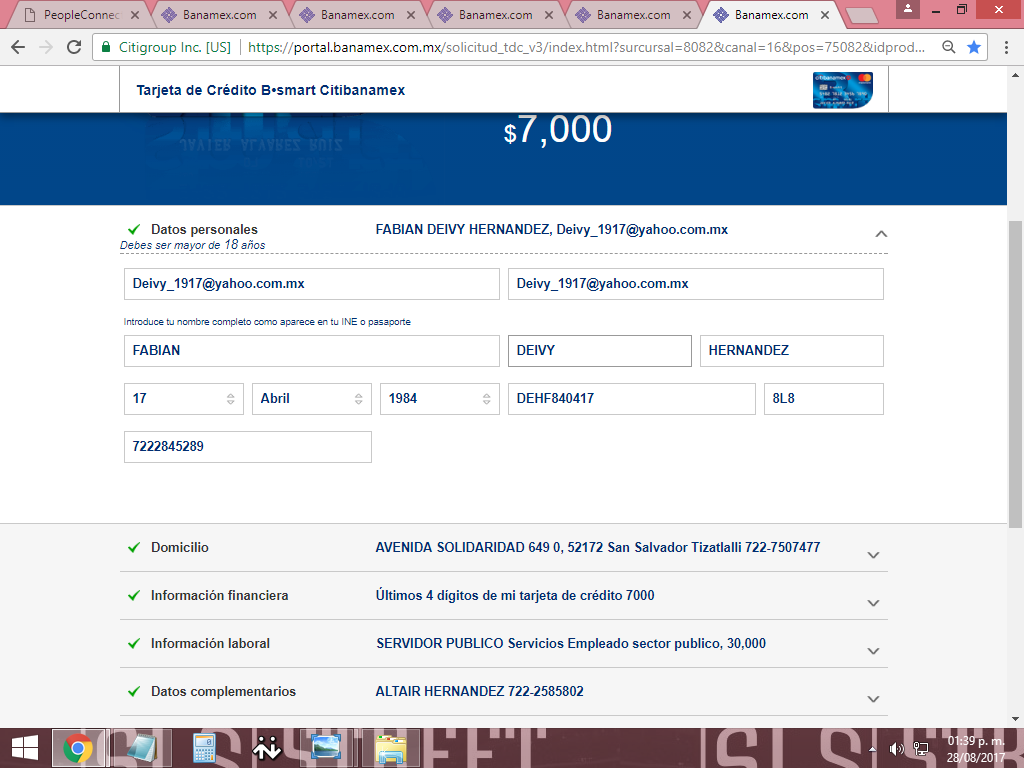 PeopleConnec
Banamex.com
Banamex.com
Banamex.com
Banamex.com
Banamex.com
Citigroup Inc. [US] https://portal.banamex.com.mx/solicitud_tdc_v3/index.html?surcursal=8082&canal=16&pos=75082&idprod...
Tarjeta de Crédito B•smart Citibanamex
citibanamex
$7,000
JAVIER ALVAREZ RUIZ
Datos personales FABIAN DEIVY HERNANDEZ, Deivy_1917@yahoo.com.mx
Debes ser mayor de 18 años
Deivy_1917@yahoo.com.mx Deivy_1917@yahoo.com.mx
Introduce tu nombre completo como aparece en tu INE o pasaporte
FABIAN DEIVY HERNANDEZ
17 Abril 1984 DEHF840417 8L8
7222845289
Domicilio AVENIDA SOLIDARIDAD 649 0, 52172 San Salvador Tizatlalli 722-7507477
Información financiera Últimos 4 dígitos de mi tarjeta de crédito 7000
Información laboral SERVIDOR PUBLICO Servicios Empleado sector publico, 30,000
Datos complementarios ALTAIR HERNANDEZ 722-2585802
01:39 p. m.
28/08/2017